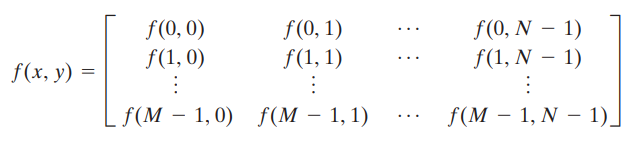 f(0, 0) f(0, 1) ⋯ f(0, N − 1)
f(1, 0) f(1, 1) ⋯ f(1, N − 1)
f(x, y) =
⋮ ⋮ ⋮
f(M − 1, 0) f(M − 1, 1) ⋯ f(M − 1, N − 1)